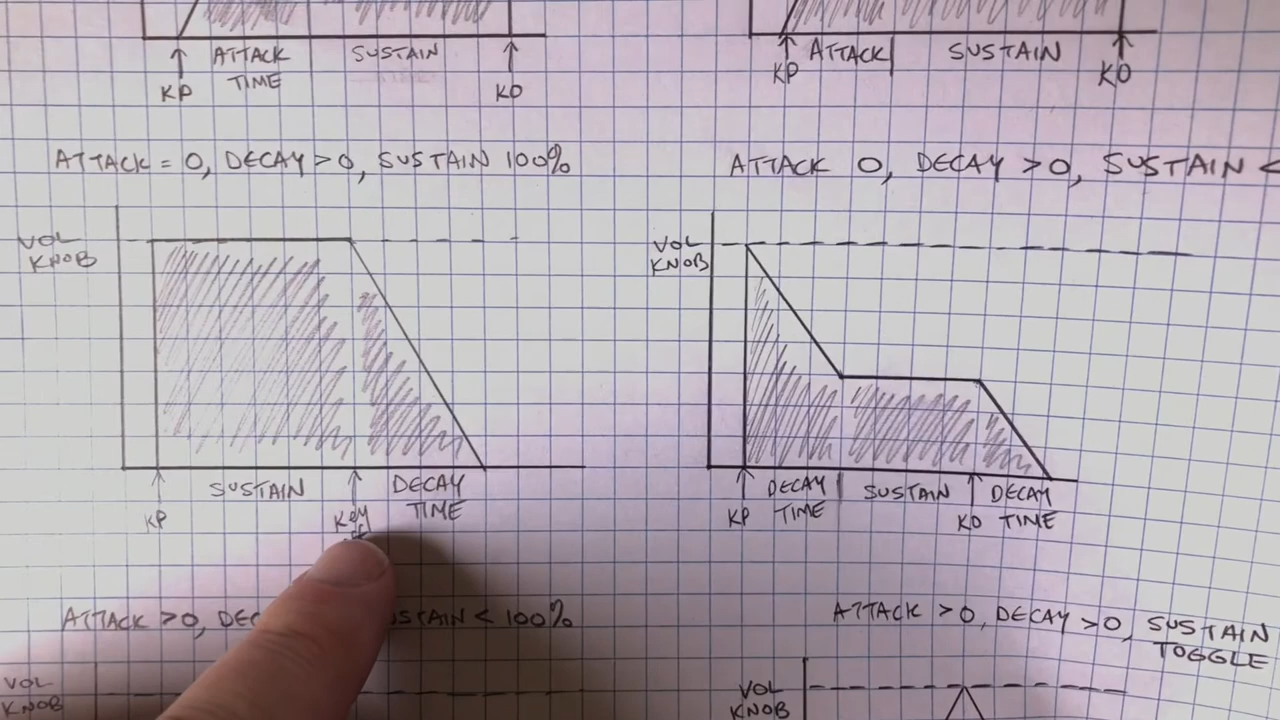 ATTACK SUSTAIN
TIME
KP KO
ATTACK SUSTAIN
KP KO
ATTACK = 0, DECAY > 0, SUSTAIN 100%
VOL
KNOB
SUSTAIN DECAY
TIME
KP Key
ATTACK 0, DECAY > 0, SUSTAIN <
VOL
KNOB
DECAY SUSTAIN DECAY
TIME TIME
KP KO
ATTACK > 0, < 100%
VOL
KNOB
ATTACK > 0, DECAY > 0, SUSTAIN
TOGGLE
VOL
KNOB